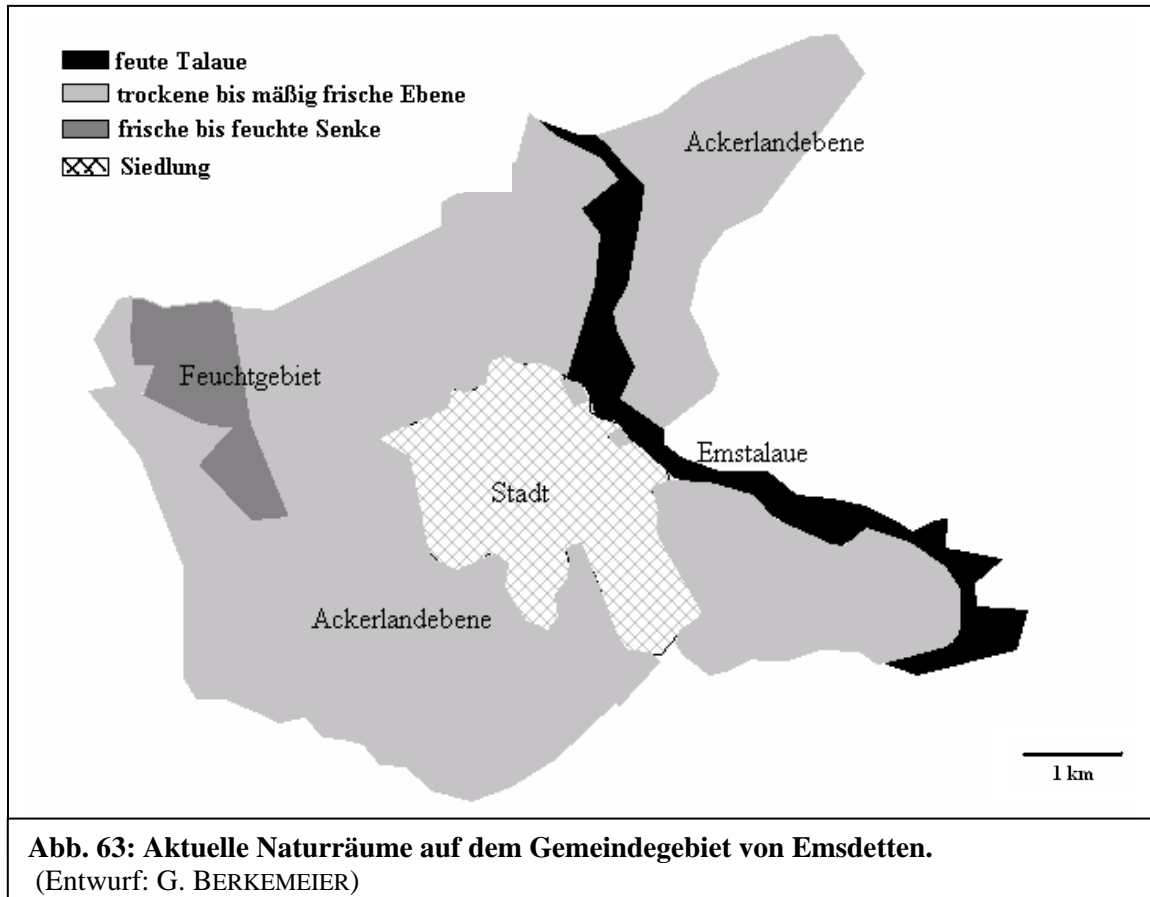 feute Talaue
trockene bis mäßig frische Ebene
frische bis feuchte Senke
Siedlung
Ackerlandebene
Feuchtgebiet
Emstalaue
Stadt
Ackerlandebene
1 km
Abb. 63: Aktuelle Naturräume auf dem Gemeindegebiet von Emsdetten.
(Entwurf: G. BERKEMEIER)